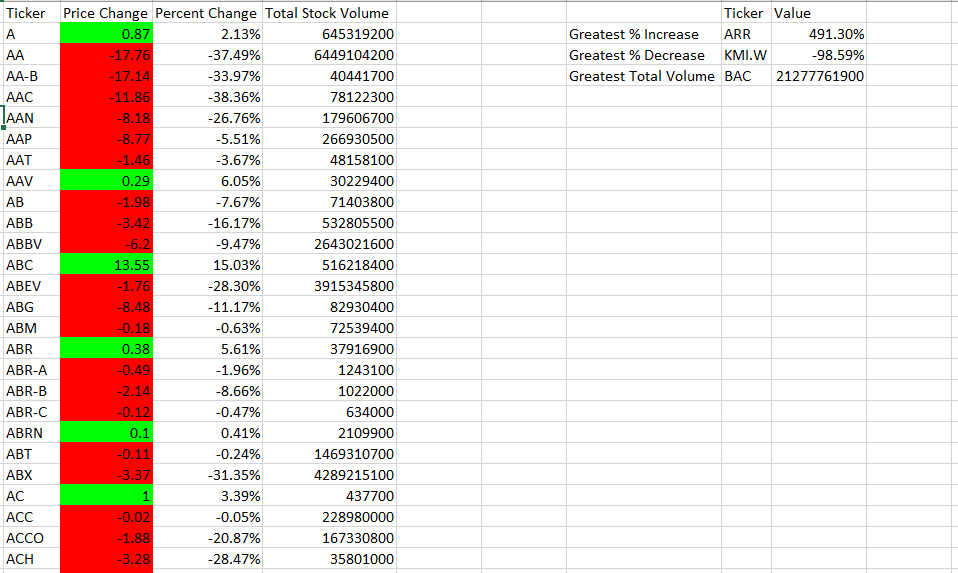 Ticker Price Change Percent Change Total Stock Volume Ticker Value
A 0.87 2.13% 645319200 Greatest % Increase ARR 491.30%
AA -17.76 -37.49% 6449104200 Greatest % Decrease KMI.W -98.59%
AA-B -17.14 -33.97% 40441700 Greatest Total Volume BAC 21277761900
AAC -11.86 -38.36% 78122300
AAN -8.18 -26.76% 179606700
AAP -8.77 -5.51% 266930500
AAT -1.46 -3.67% 48158100
AAV 0.29 6.05% 30229400
AB -1.98 -7.67% 71403800
ABB -3.42 -16.17% 532805500
ABBV -6.2 -9.47% 2643021600
ABC 13.55 15.03% 516218400
ABEV -1.76 -28.30% 3915345800
ABG -8.48 -11.17% 82930400
ABM -0.18 -0.63% 72539400
ABR 0.38 5.61% 37916900
ABR-A -0.49 -1.96% 1243100
ABR-B -2.14 -8.66% 1022000
ABR-C -0.12 -0.47% 634000
ABRN 0.1 0.41% 2109900
ABT -0.11 -0.24% 1469310700
ABX -3.37 -31.35% 4289215100
AC 1 3.39% 437700
ACC -0.02 -0.05% 228980000
ACCO -1.88 -20.87% 167330800
ACH -3.28 -28.47% 35801000